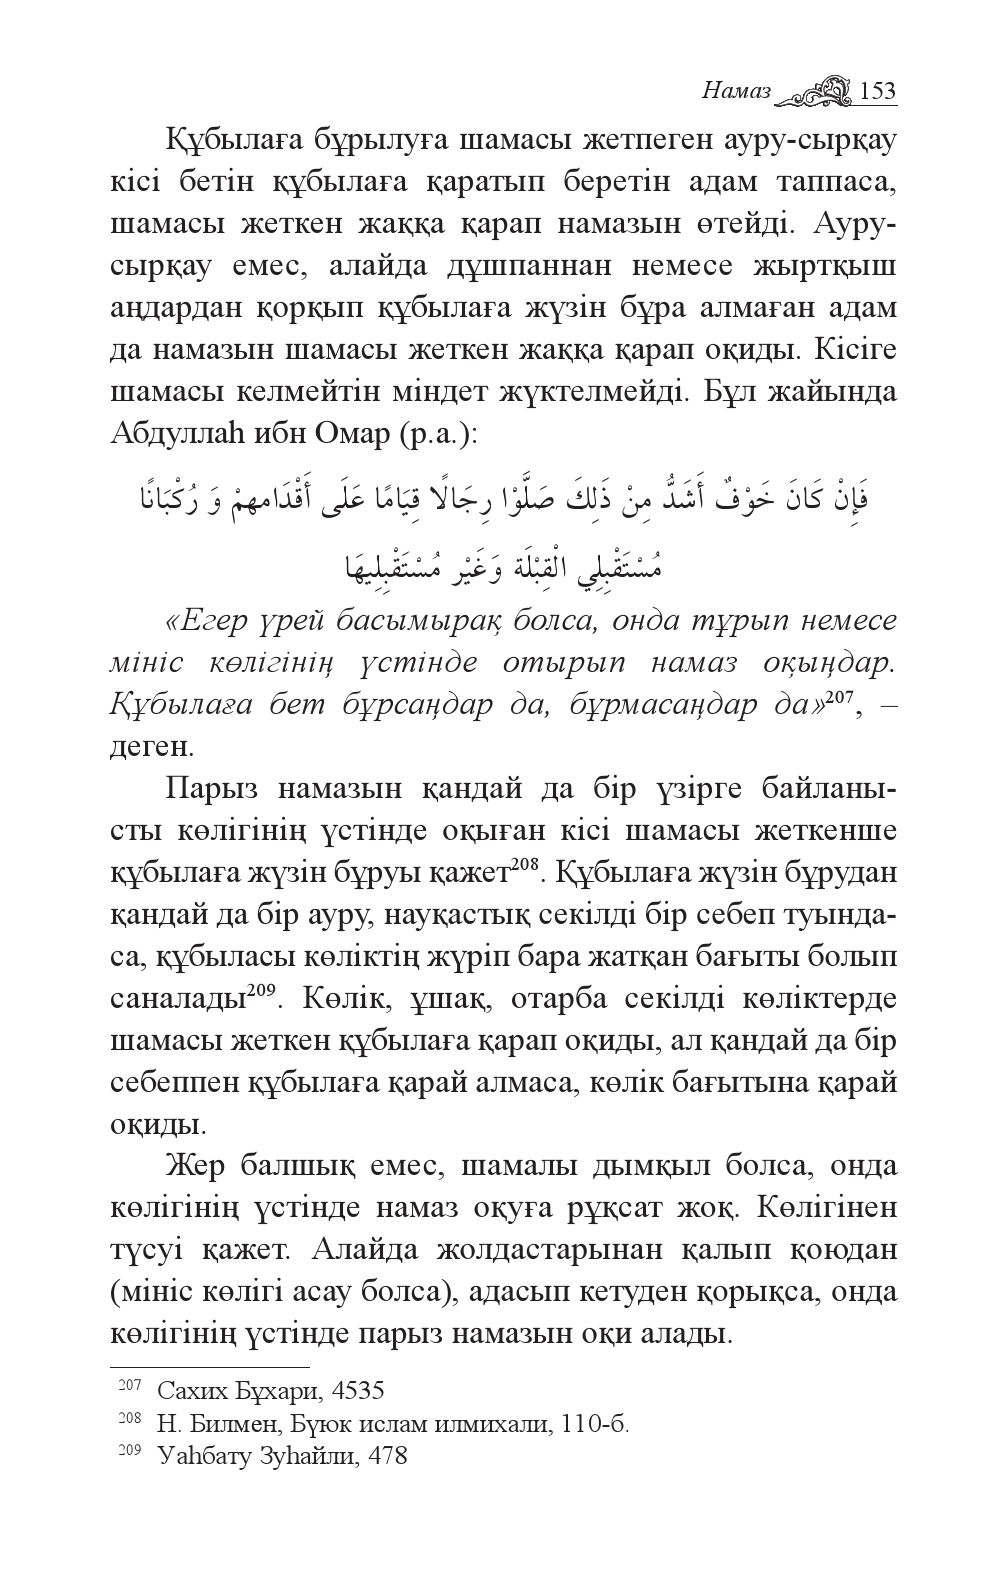 Намаз 153
Құбылаға бұрылуға шамасы жетпеген ауру-сырқау
кісі бетін құбылаға қаратып беретін адам таппаса,
шамасы жеткен жаққа қарап намазын өтейді. Ауру-
сырқау емес, алайда дұшпаннан немесе жыртқыш
аңдардан қорқып құбылаға жүзін бұра алмаған адам
да намазын шамасы жеткен жаққа қарап оқиды. Кісіге
шамасы келмейтін міндет жүктелмейді. Бұл жайында
Абдуллаһ ибн Омар (р.а.):
فَإِنْ كَانَ خَوْفٌ أَشَدُّ مِنْ ذَلِكَ صَلَّوْا رِجَالًا قِيَامًا عَلَى أَقْدَامهِمْ وَ رُكْبَانًا
مُسْتَقْبِلِي الْقِبْلَة وَغَيْر مُسْتَقْبِلِيهَا
«Егер үрей басымырақ болса, онда тұрып немесе
мініс көлігінің үстінде отырып намаз оқыңдар.
Құбылаға бет бұрсаңдар да, бұрмасаңдар да»207, –
деген.
Парыз намазын қандай да бір үзірге байланы-
сты көлігінің үстінде оқыған кісі шамасы жеткенше
құбылаға жүзін бұруы қажет208. Құбылаға жүзін бұрудан
қандай да бір ауру, науқастық секілді бір себеп туында-
са, құбыласы көліктің жүріп бара жатқан бағыты болып
саналады209. Көлік, ұшақ, отарба секілді көліктерде
шамасы жеткен құбылаға қарап оқиды, ал қандай да бір
себеппен құбылаға қарай алмаса, көлік бағытына қарай
оқиды.
Жер балшық емес, шамалы дымқыл болса, онда
көлігінің үстінде намаз оқуға рұқсат жоқ. Көлігінен
түсуі қажет. Алайда жолдастарынан қалып қоюдан
(мініс көлігі асау болса), адасып кетуден қорықса, онда
көлігінің үстінде парыз намазын оқи алады.
207 Сахих Бұхари, 4535
208 Н. Билмен, Бүюк ислам илмихали, 110-б.
209 Уаһбату Зуһайли, 478